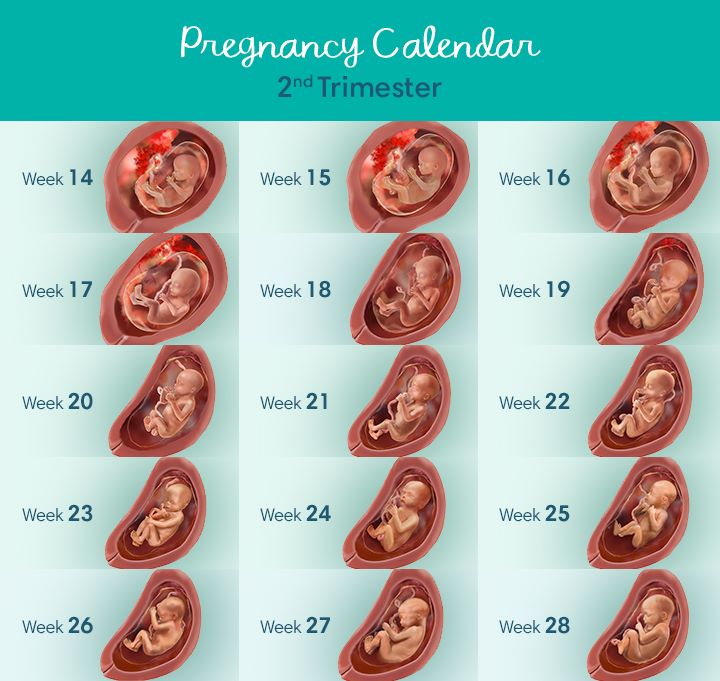 Pregnancy Calendar
2nd Trimester
Week 14
Week 15
Week 16
Week 17
Week 18
Week 19
Week 20
Week 21
Week 22
Week 23
Week 24
Week 25
Week 26
Week 27
Week 28